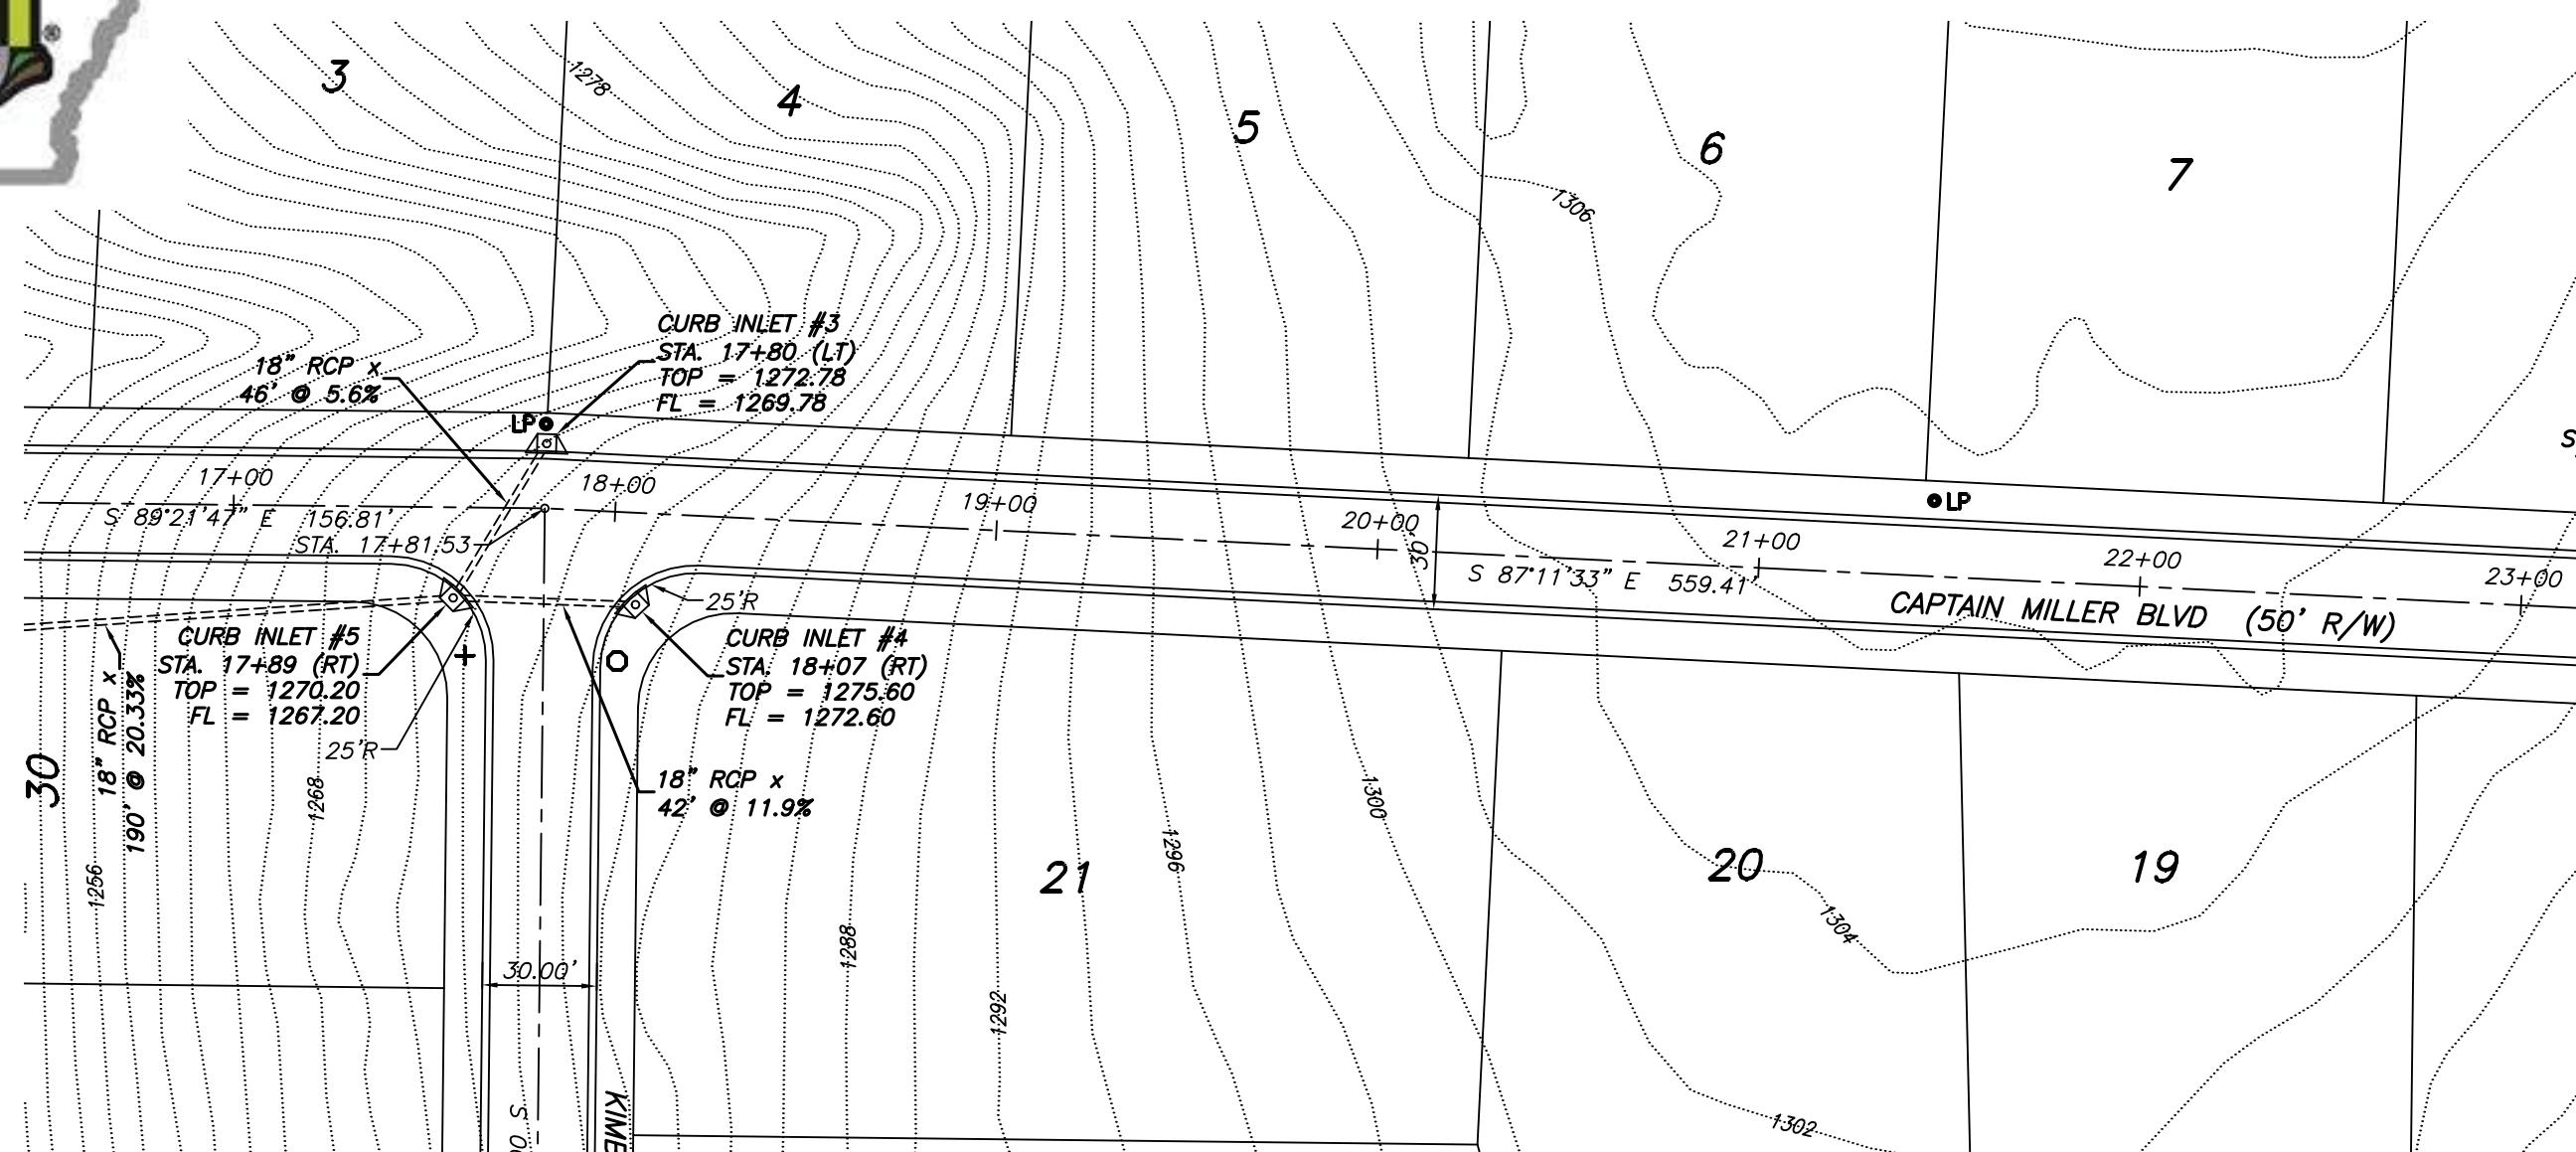 ®
3
1278
4
5
6
1306
7
CURB INLET #3
STA. 17+80 (LT)
TOP = 1272.78
FL = 1269.78
18" RCP x
46' @ 5.6%
LP
17+00
18+00
19+00
20+00
21+00
22+00
23+00
LP
S 89°21'47" E 156.81'
STA. 17+81.53
30'
S 87°11'33" E 559.41'
CAPTAIN MILLER BLVD (50' R/W)
25'R
CURB INLET #5
STA. 17+89 (RT)
TOP = 1270.20
FL = 1267.20
CURB INLET #4
STA. 18+07 (RT)
TOP = 1275.60
FL = 1272.60
18" RCP x
190' @ 20.33%
25'R
30
1268
18" RCP x
42' @ 11.9%
1256
1300
1296
21
20
19
1288
1304
30.00'
1292
1302
S 00
KIMB